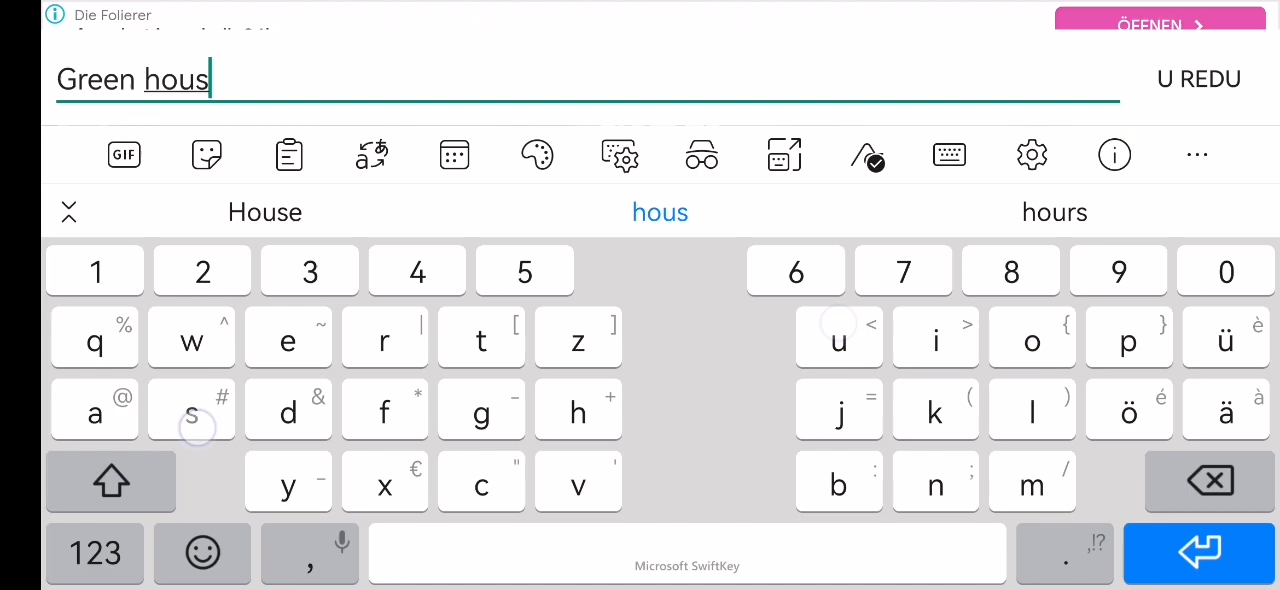 Die Folierer
ÖFFNEN
Green hous
U REDU
GIF
House hous hours
1 2 3 4 5 6 7 8 9 0
q % w ^ e ~ r | t [ z ] u < i > o { p } ü è
a @ s # d & f * g - h + j = k ( l ) ö é ä à
y _ x € c " v ' b : n ; m /
123 , Microsoft SwiftKey . ,!?